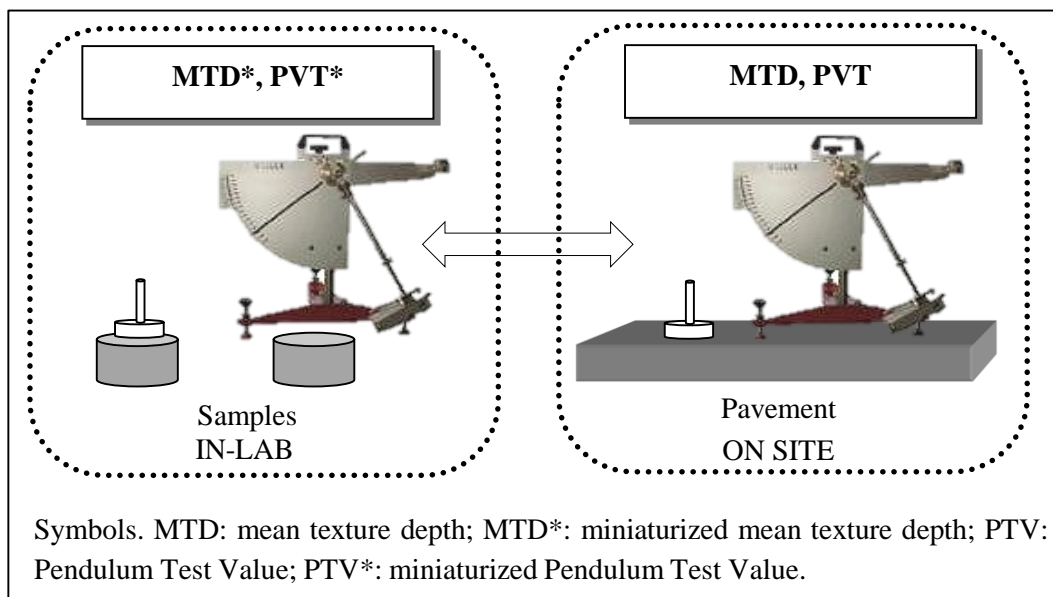 MTD*, PVT*
MTD, PVT
Samples
IN-LAB
Pavement
ON SITE
Symbols. MTD: mean texture depth; MTD*: miniaturized mean texture depth; PTV:
Pendulum Test Value; PTV*: miniaturized Pendulum Test Value.